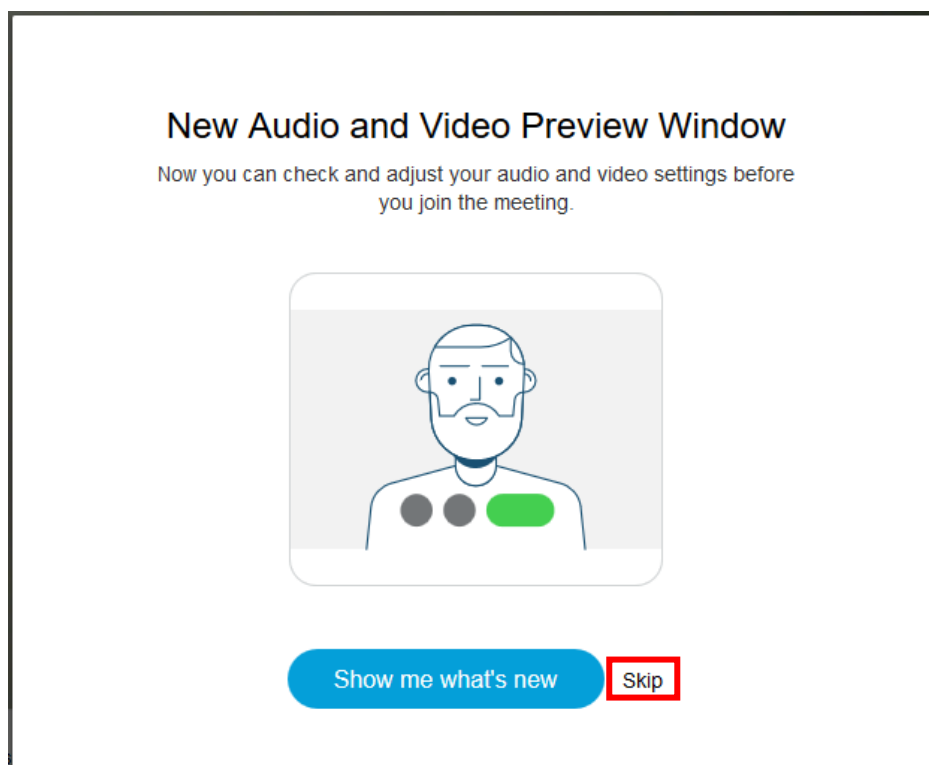 New Audio and Video Preview Window
Now you can check and adjust your audio and video settings before
you join the meeting.
Show me what's new
Skip